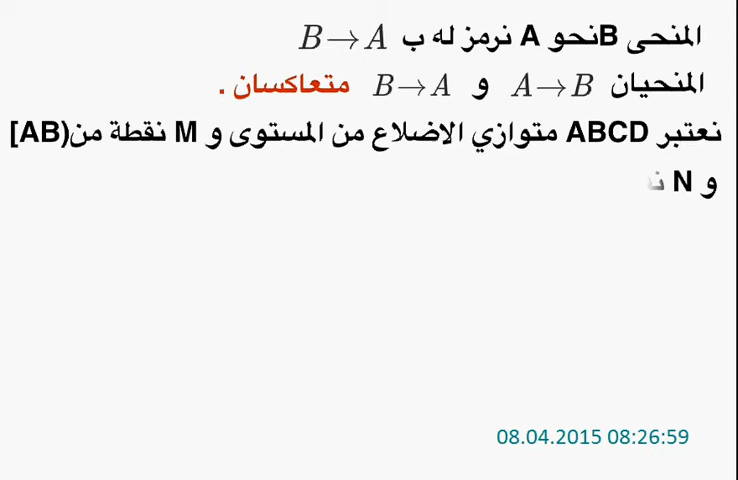 المنحى B نحو A نرمز له ب B→A
المنحيان A→B و B→A متعاكسان .
نعتبر ABCD متوازي الاضلاع من المستوى و M نقطة من [AB)
و N
08.04.2015 08:26:59